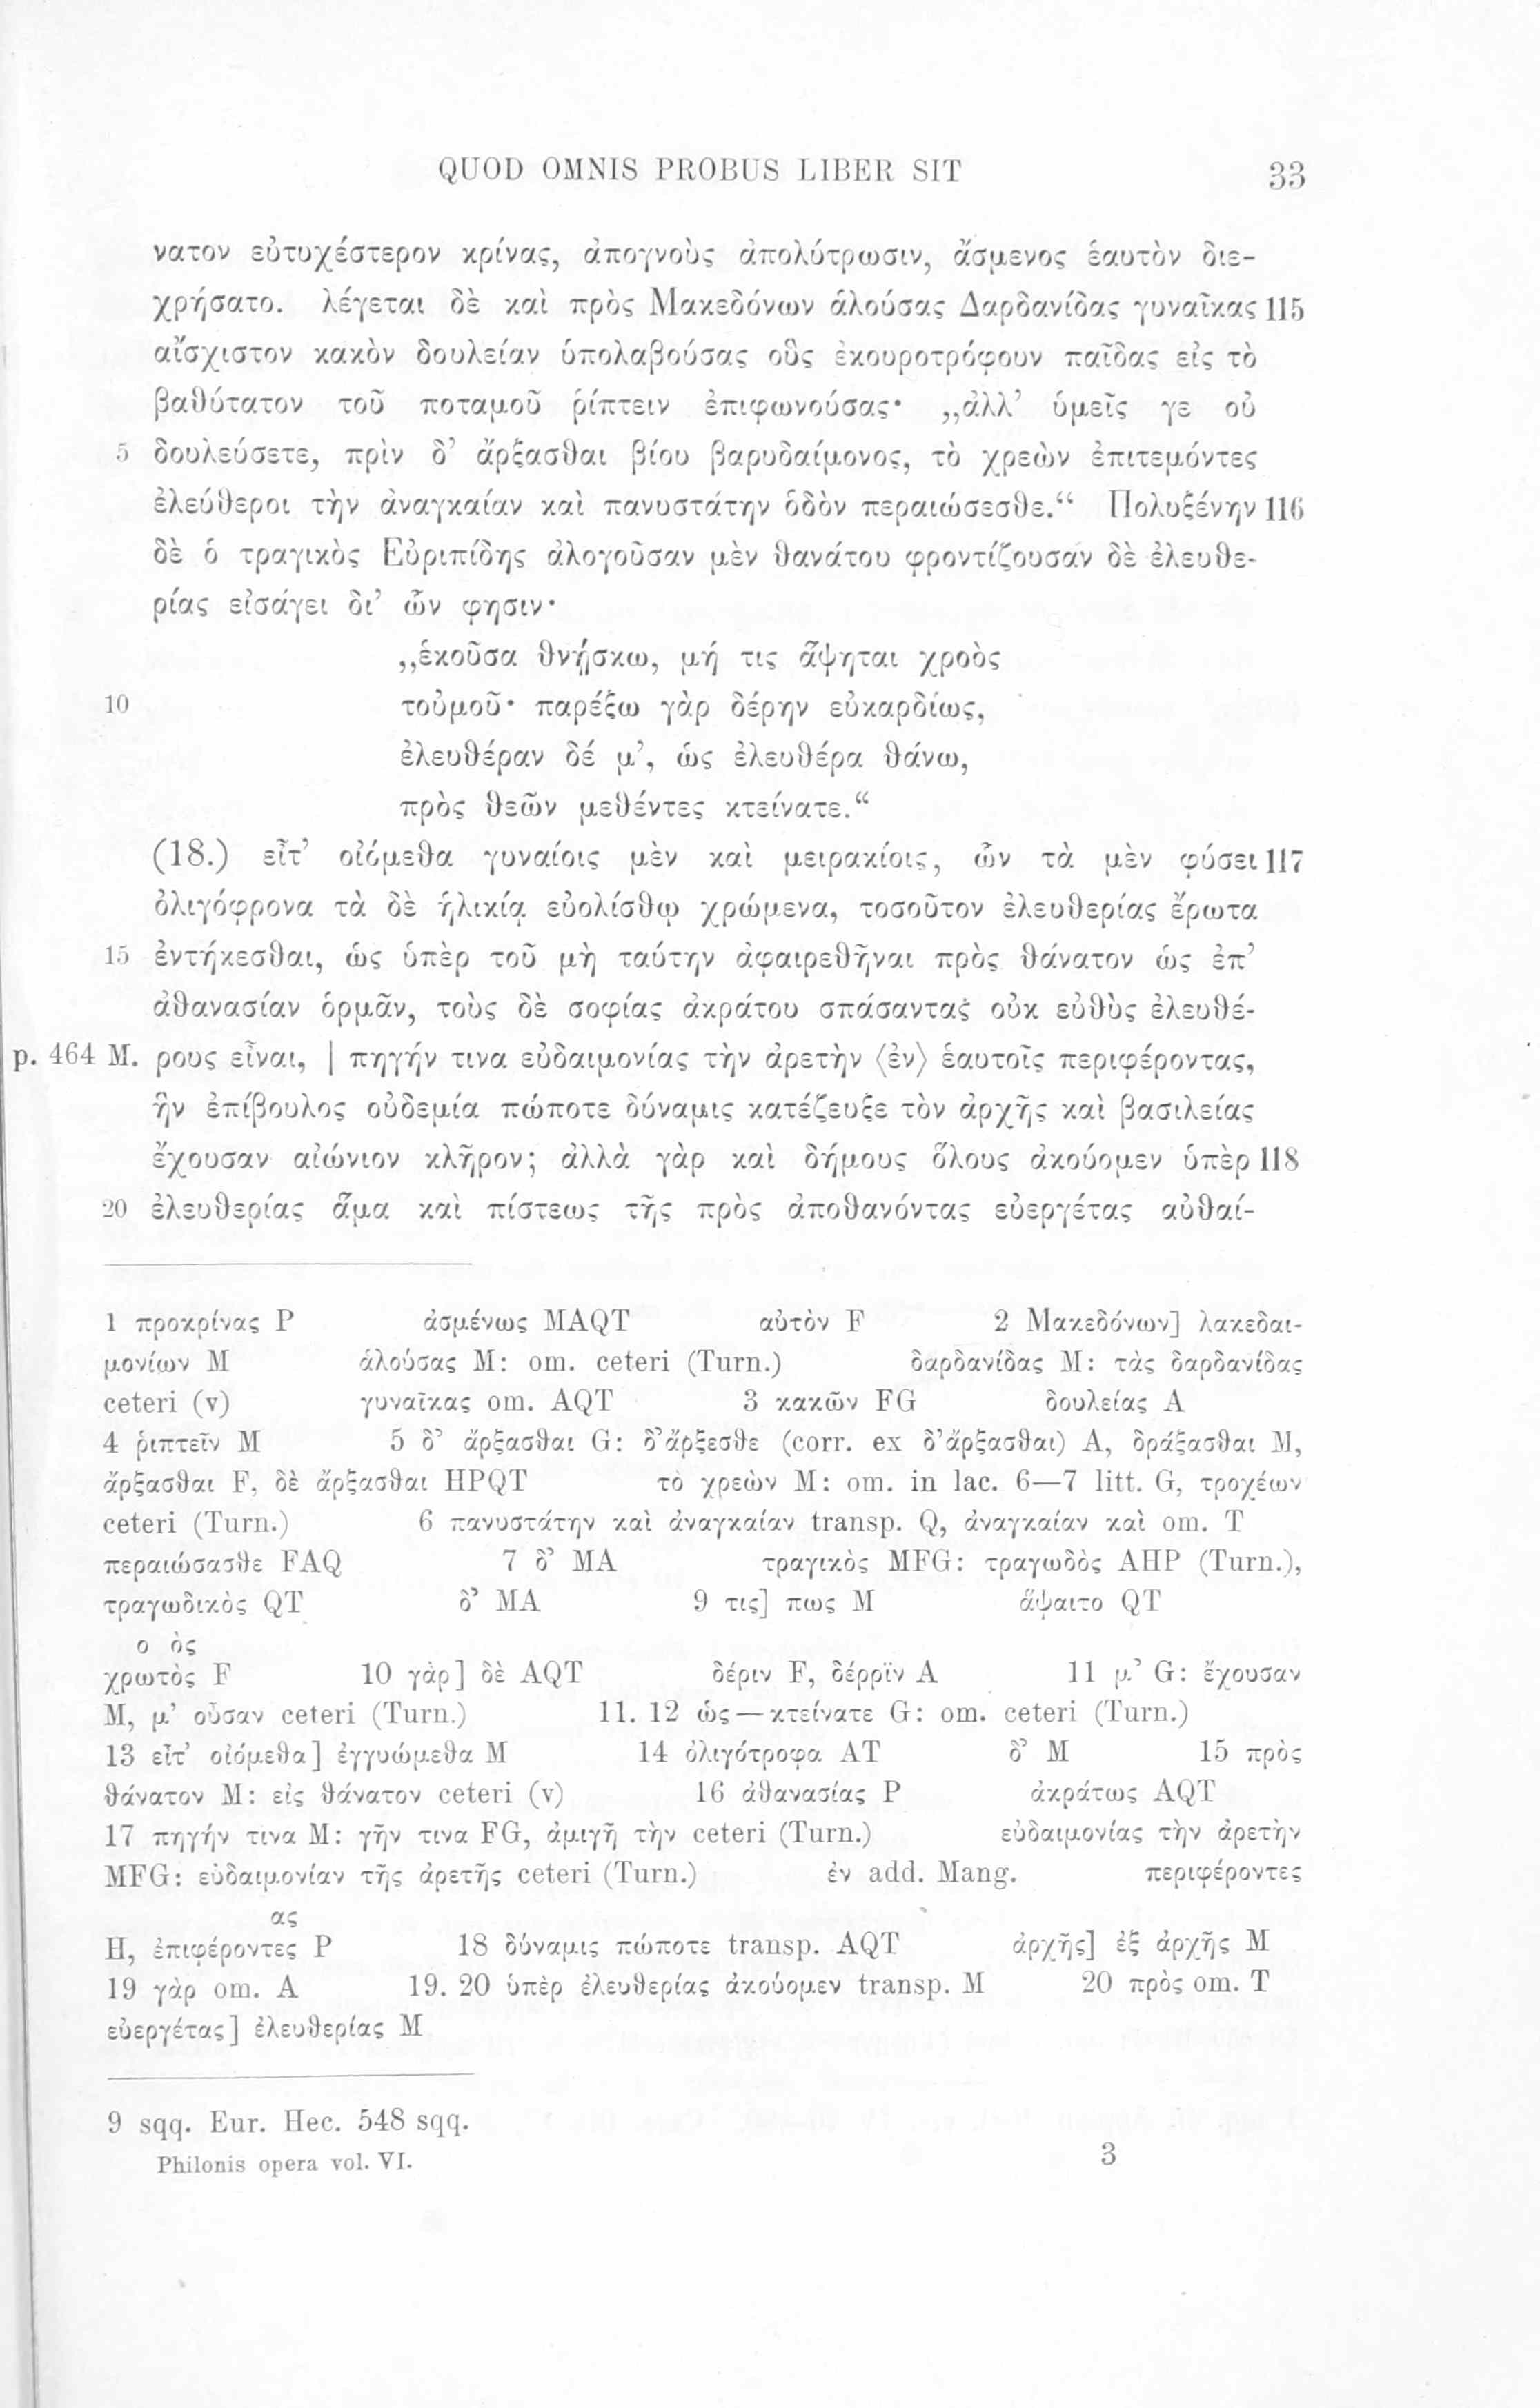 QUOD OMNIS PROBUS LIBER SIT 33
νατον εὐτυχέστερον κρίνας, ἀπογνοὺς ἀπολύτρωσιν, ἄσμενος ἑαυτὸν διε-
χρήσατο. λέγεται δὲ καὶ πρὸς Μακεδόνων ἁλούσας Δαρδανίδας γυναῖκας 115
αἴσχιστον κακὸν δουλείαν ὑπολαβούσας οὓς ἐκουροτρόφουν παῖδας εἰς τὸ
βαθύτατον τοῦ ποταμοῦ ῥίπτειν ἐπιφωνούσας· „ἀλλ’ ὑμεῖς γε οὐ
5 δουλεύσετε, πρὶν δ’ ἄρξασθαι βίου βαρυδαίμονος, τὸ χρεὼν ἐπιτεμόντες
ἐλεύθεροι τὴν ἀναγκαίαν καὶ πανυστάτην ὁδὸν περαιώσεσθε.“ Πολυξένην 116
δὲ ὁ τραγικὸς Εὐριπίδης ἀλογοῦσαν μὲν θανάτου φροντίζουσαν δὲ ἐλευθε-
ρίας εἰσάγει δι’ ὧν φησιν·
„ἑκοῦσα θνῄσκω, μή τις ἅψηται χροὸς
10 τοὐμοῦ· παρέξω γὰρ δέρην εὐκαρδίως,
ἐλευθέραν δέ μ’, ὡς ἐλευθέρα θάνω,
πρὸς θεῶν μεθέντες κτείνατε.“
(18.) εἶτ’ οἰόμεθα γυναίοις μὲν καὶ μειρακίοις, ὧν τὰ μὲν φύσει 117
ὀλιγόφρονα τὰ δὲ ἡλικίᾳ εὐολίσθῳ χρώμενα, τοσοῦτον ἐλευθερίας ἔρωτα
15 ἐντήκεσθαι, ὡς ὑπὲρ τοῦ μὴ ταύτην ἀφαιρεθῆναι πρὸς θάνατον ὡς ἐπ’
ἀθανασίαν ὁρμᾶν, τοὺς δὲ σοφίας ἀκράτου σπάσαντας οὐκ εὐθὺς ἐλευθέ-
p. 464 M. ρους εἶναι, | πηγήν τινα εὐδαιμονίας τὴν ἀρετὴν ⟨ἐν⟩ ἑαυτοῖς περιφέροντας,
ἣν ἐπίβουλος οὐδεμία πώποτε δύναμις κατέζευξε τὸν ἀρχῆς καὶ βασιλείας
ἔχουσαν αἰώνιον κλῆρον; ἀλλὰ γὰρ καὶ δήμους ὅλους ἀκούομεν ὑπὲρ 118
20 ἐλευθερίας ἅμα καὶ πίστεως τῆς πρὸς ἀποθανόντας εὐεργέτας αὐθαί-
1 προκρίνας P ἀσμένως MAQT αὐτὸν F 2 Μακεδόνων] λακεδαι-
μονίων M ἁλούσας M: om. ceteri (Turn.) δαρδανίδας M: τὰς δαρδανίδας
ceteri (v) γυναῖκας om. AQT 3 κακῶν FG δουλείας A
4 ῥιπτεῖν M 5 δ’ ἄρξασθαι G: δ’ἄρξεσθε (corr. ex δ’ἄρξασθαι) A, δράξασθαι M,
ἄρξασθαι F, δὲ ἄρξασθαι HPQT τὸ χρεὼν M: om. in lac. 6—7 litt. G, τροχέων
ceteri (Turn.) 6 πανυστάτην καὶ ἀναγκαίαν transp. Q, ἀναγκαίαν καὶ om. T
περαιώσασθε FAQ 7 δ’ MA τραγικὸς MFG: τραγωδὸς AHP (Turn.),
τραγωδικὸς QT δ’ MA 9 τις] πως M ἅψαιτο QT
ο ὸς
χρωτὸς F 10 γὰρ] δὲ AQT δέριν F, δέρρϊν A 11 μ’ G: ἔχουσαν
M, μ’ οὖσαν ceteri (Turn.) 11. 12 ὡς — κτείνατε G: om. ceteri (Turn.)
13 εἶτ’ οἰόμεθα] ἐγγυώμεθα M 14 ὀλιγότροφα AT δ’ M 15 πρὸς
θάνατον M: εἰς θάνατον ceteri (v) 16 ἀθανασίας P ἀκράτως AQT
17 πηγήν τινα M: γῆν τινα FG, ἀμιγῆ τὴν ceteri (Turn.) εὐδαιμονίας τὴν ἀρετὴν
MFG: εὐδαιμονίαν τῆς ἀρετῆς ceteri (Turn.) ἐν add. Mang. περιφέροντες
ας
H, ἐπιφέροντες P 18 δύναμις πώποτε transp. AQT ἀρχῆς] ἐξ ἀρχῆς M
19 γὰρ om. A 19. 20 ὑπὲρ ἐλευθερίας ἀκούομεν transp. M 20 πρὸς om. T
εὐεργέτας] ἐλευθερίας M
9 sqq. Eur. Hec. 548 sqq.
Philonis opera vol. VI. 3